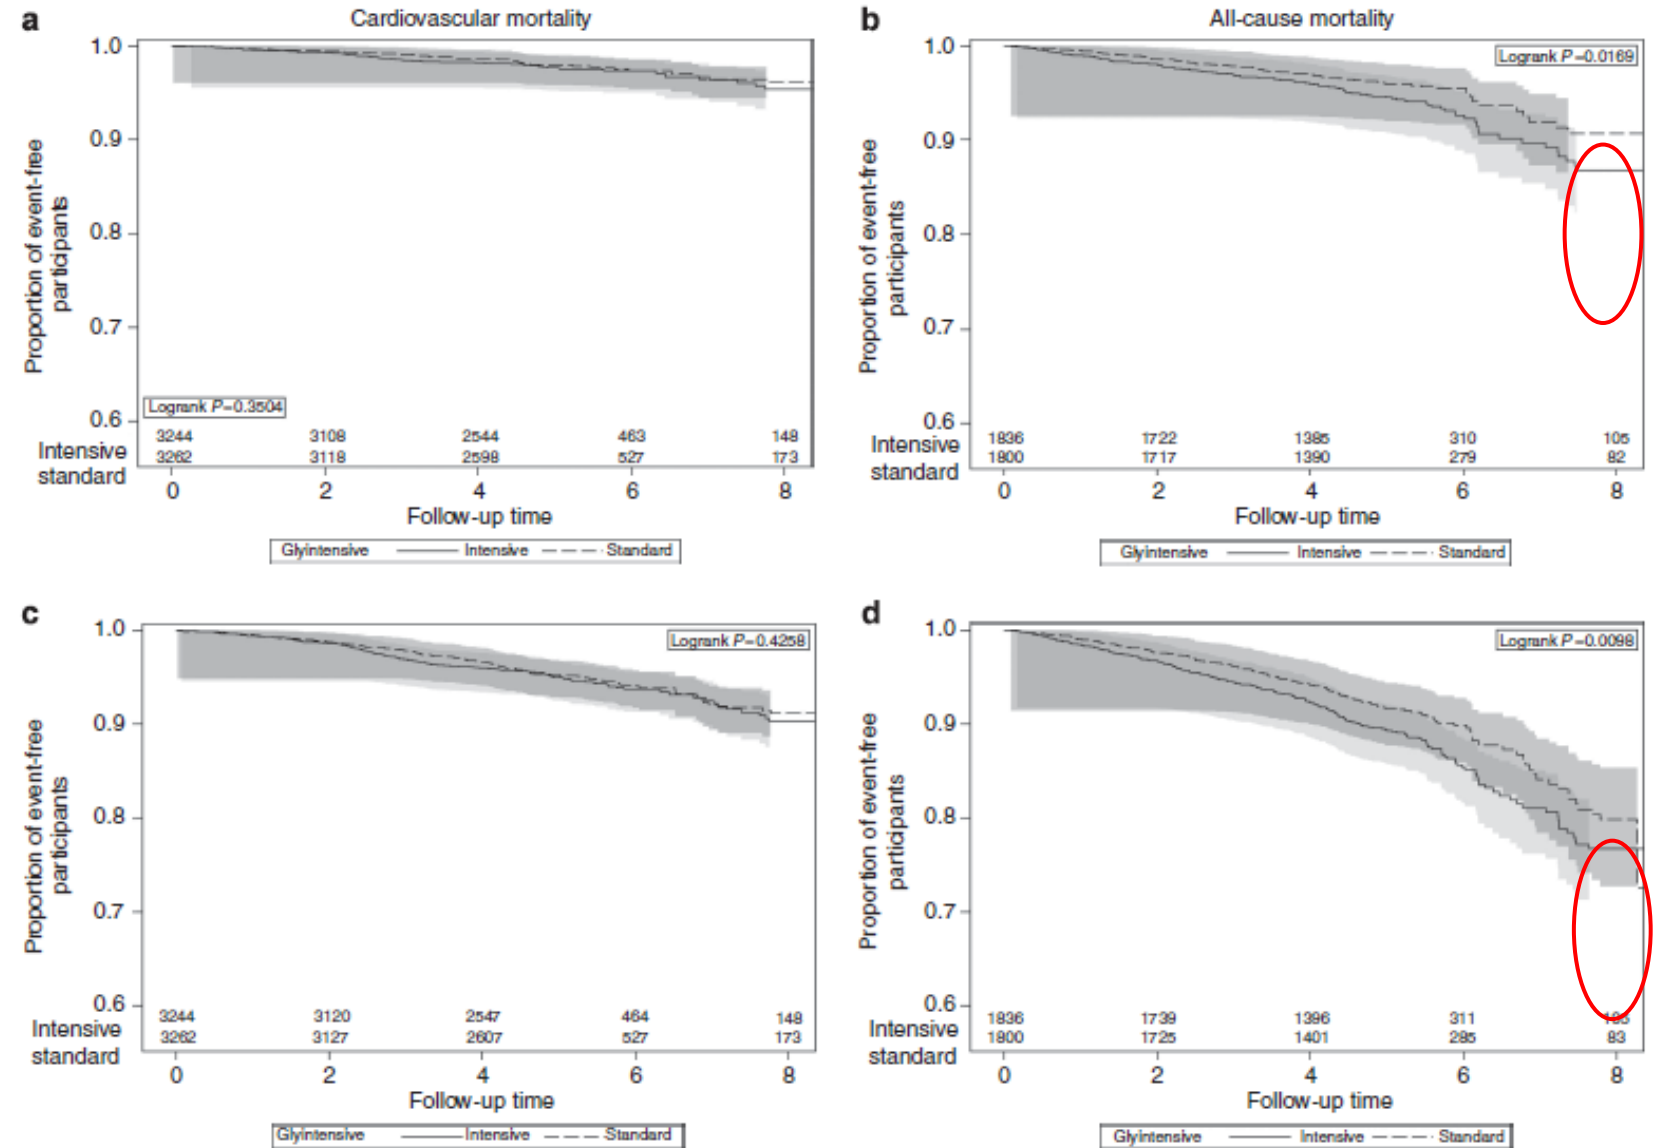 a
Cardiovascular mortality
1.0
0.9
0.8
0.7
0.6
Proportion of event-free
participants
Logrank P=0.3504
Intensive
standard
3244 3108 2544 463 148
3262 3118 2598 527 173
0 2 4 6 8
Follow-up time
Glyintensive Intensive Standard
b
All-cause mortality
Logrank P=0.0169
1.0
0.9
0.8
0.7
0.6
Proportion of event-free
participants
Intensive
standard
1836 1722 1385 310 105
1800 1717 1390 279 82
0 2 4 6 8
Follow-up time
Glyintensive Intensive Standard
c
Logrank P=0.4258
1.0
0.9
0.8
0.7
0.6
Proportion of event-free
participants
Intensive
standard
3244 3120 2547 464 148
3262 3127 2607 527 173
0 2 4 6 8
Follow-up time
Glyintensive Intensive Standard
d
Logrank P=0.0098
1.0
0.9
0.8
0.7
0.6
Proportion of event-free
participants
Intensive
standard
1836 1739 1396 311
1800 1725 1401 285 83
0 2 4 6 8
Follow-up time
Glyintensive Intensive Standard